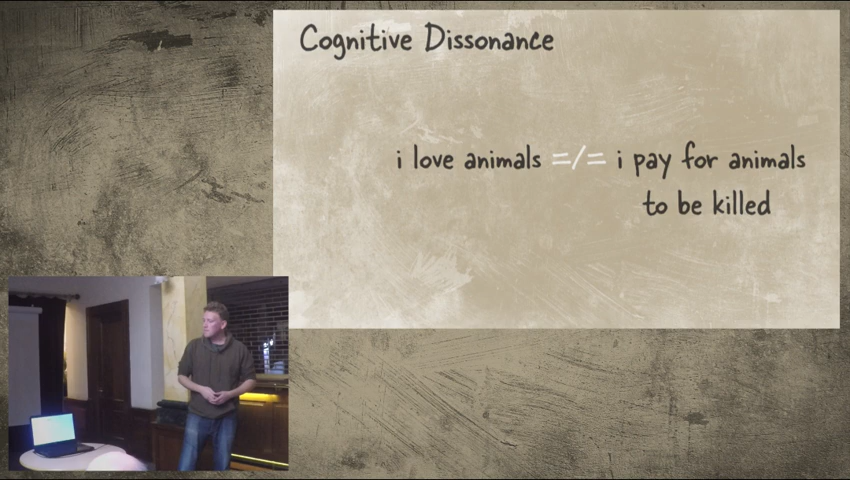 Cognitive Dissonance
i love animals =/= i pay for animals
to be killed